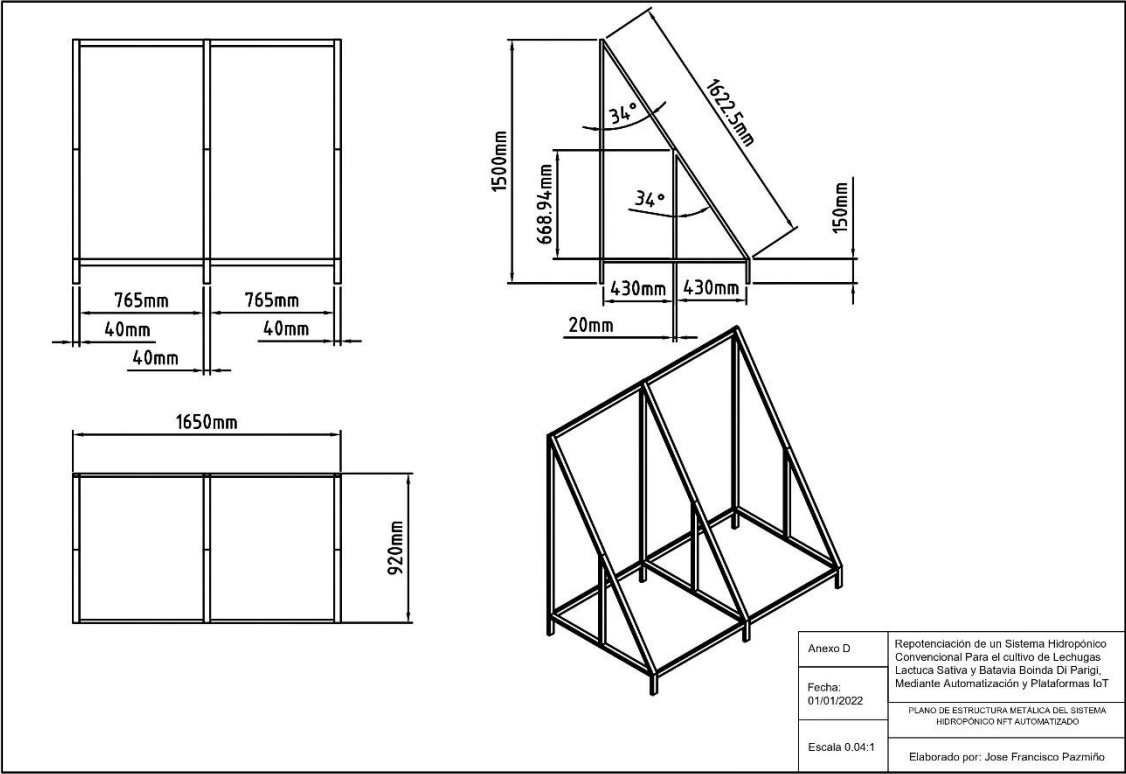 1500mm
34°
1622.5mm
668.94mm
34°
150mm
430mm
430mm
20mm
765mm
765mm
40mm
40mm
40mm
1650mm
920mm
Anexo D
Fecha:
01/01/2022
Escala 0.04:1
Repotenciación de un Sistema Hidropónico
Convencional Para el cultivo de Lechugas
Lactuca Sativa y Batavia Boinda Di Parigi,
Mediante Automatización y Plataformas IoT
PLANO DE ESTRUCTURA METÁLICA DEL SISTEMA
HIDROPÓNICO NFT AUTOMATIZADO
Elaborado por: Jose Francisco Pazmiño